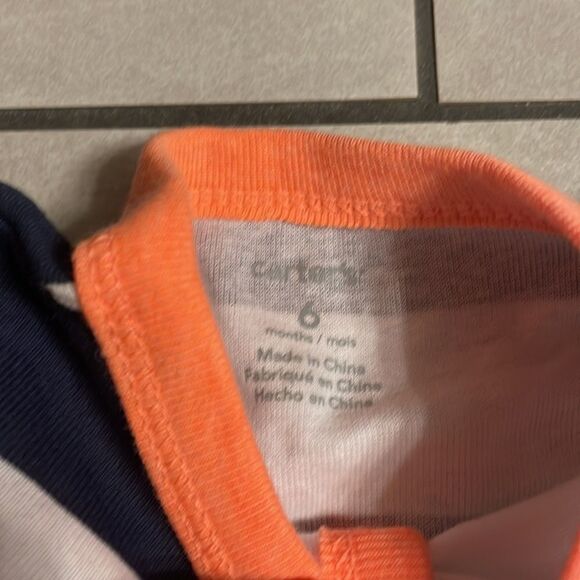 carter's
6
months / mois
Made in China
Fabriqué en Chine
Hecho en China